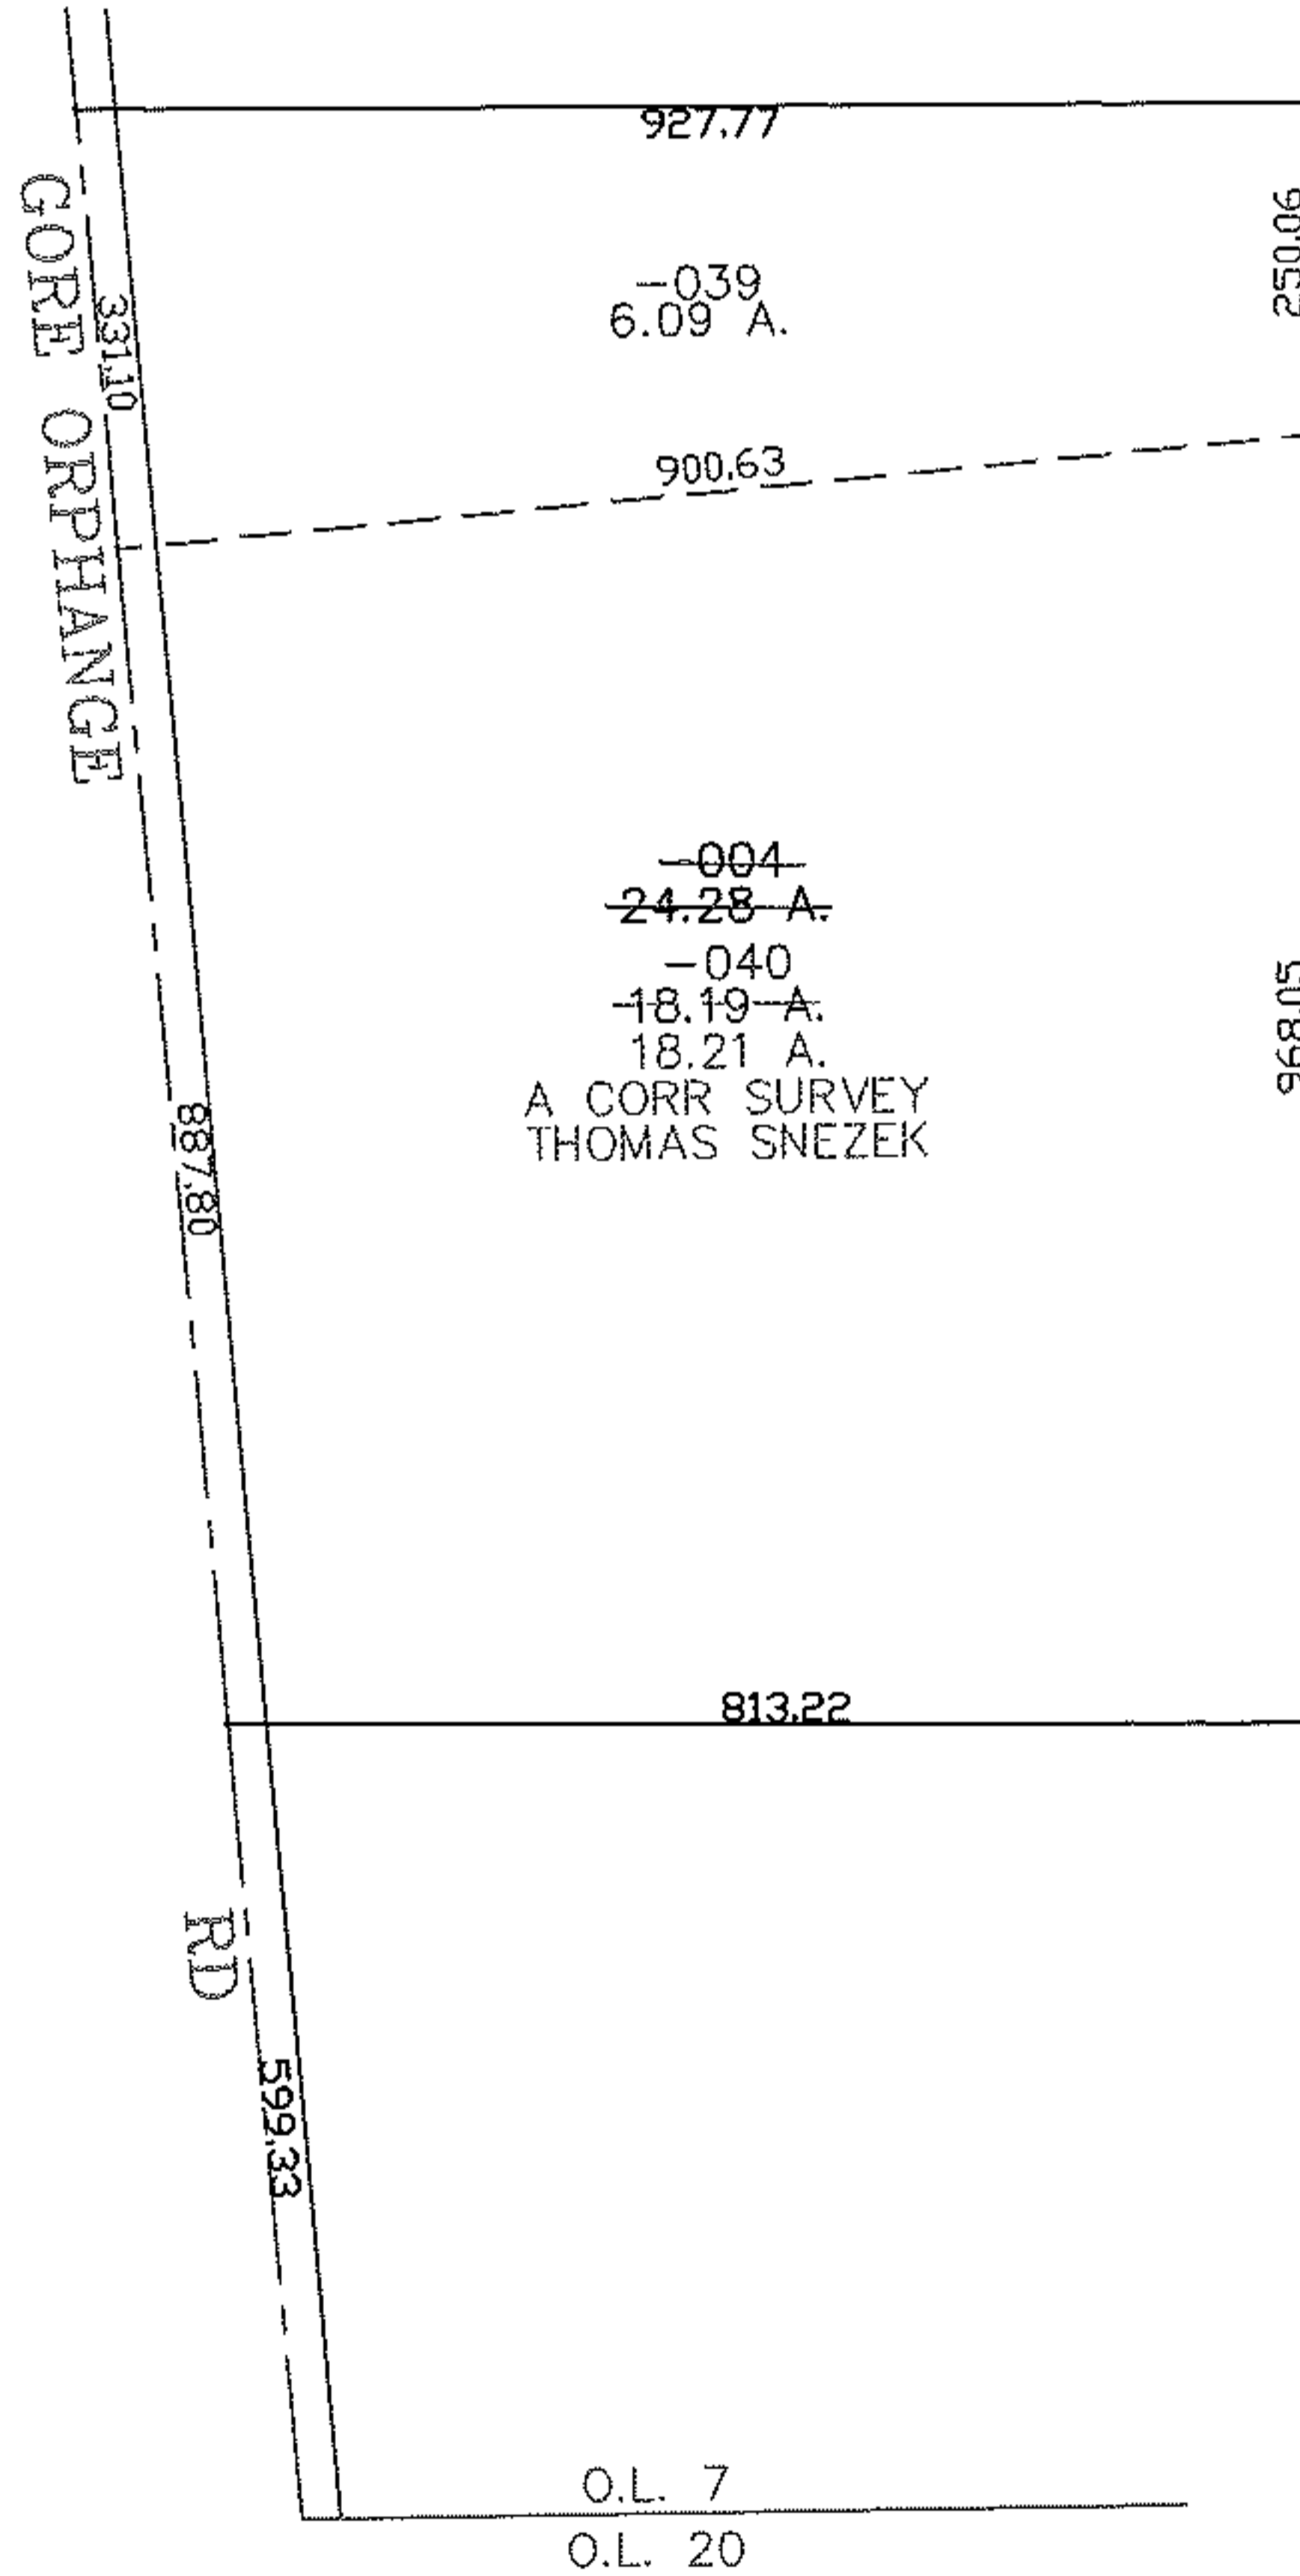 927.77
250.06
GORE ORPHANGE RD
331.10
-039
6.09 A.
900.63
-004
24.28 A.
-040
18.19 A.
18.21 A.
A CORR SURVEY
THOMAS SNEZEK
968.05
887.80
813.22
599.33
O.L. 7
O.L. 20